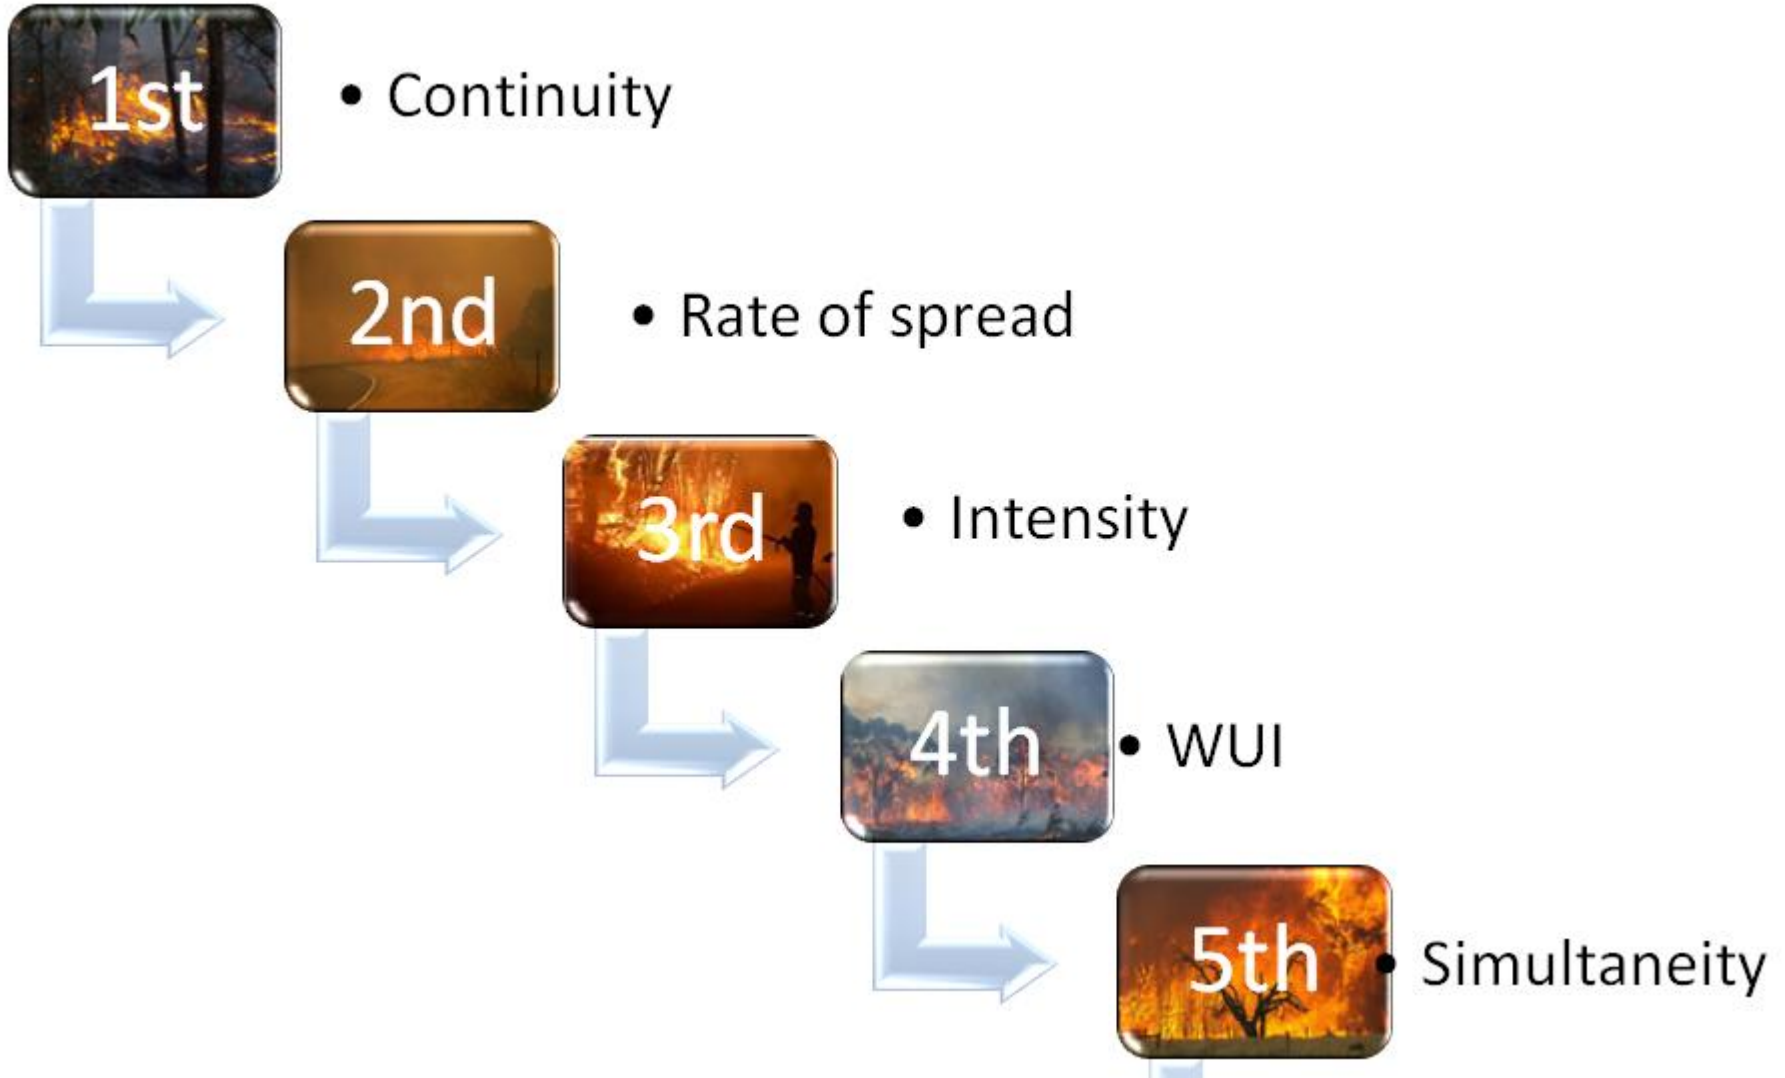 1st
• Continuity
2nd
• Rate of spread
3rd
• Intensity
4th
• WUI
5th
• Simultaneity